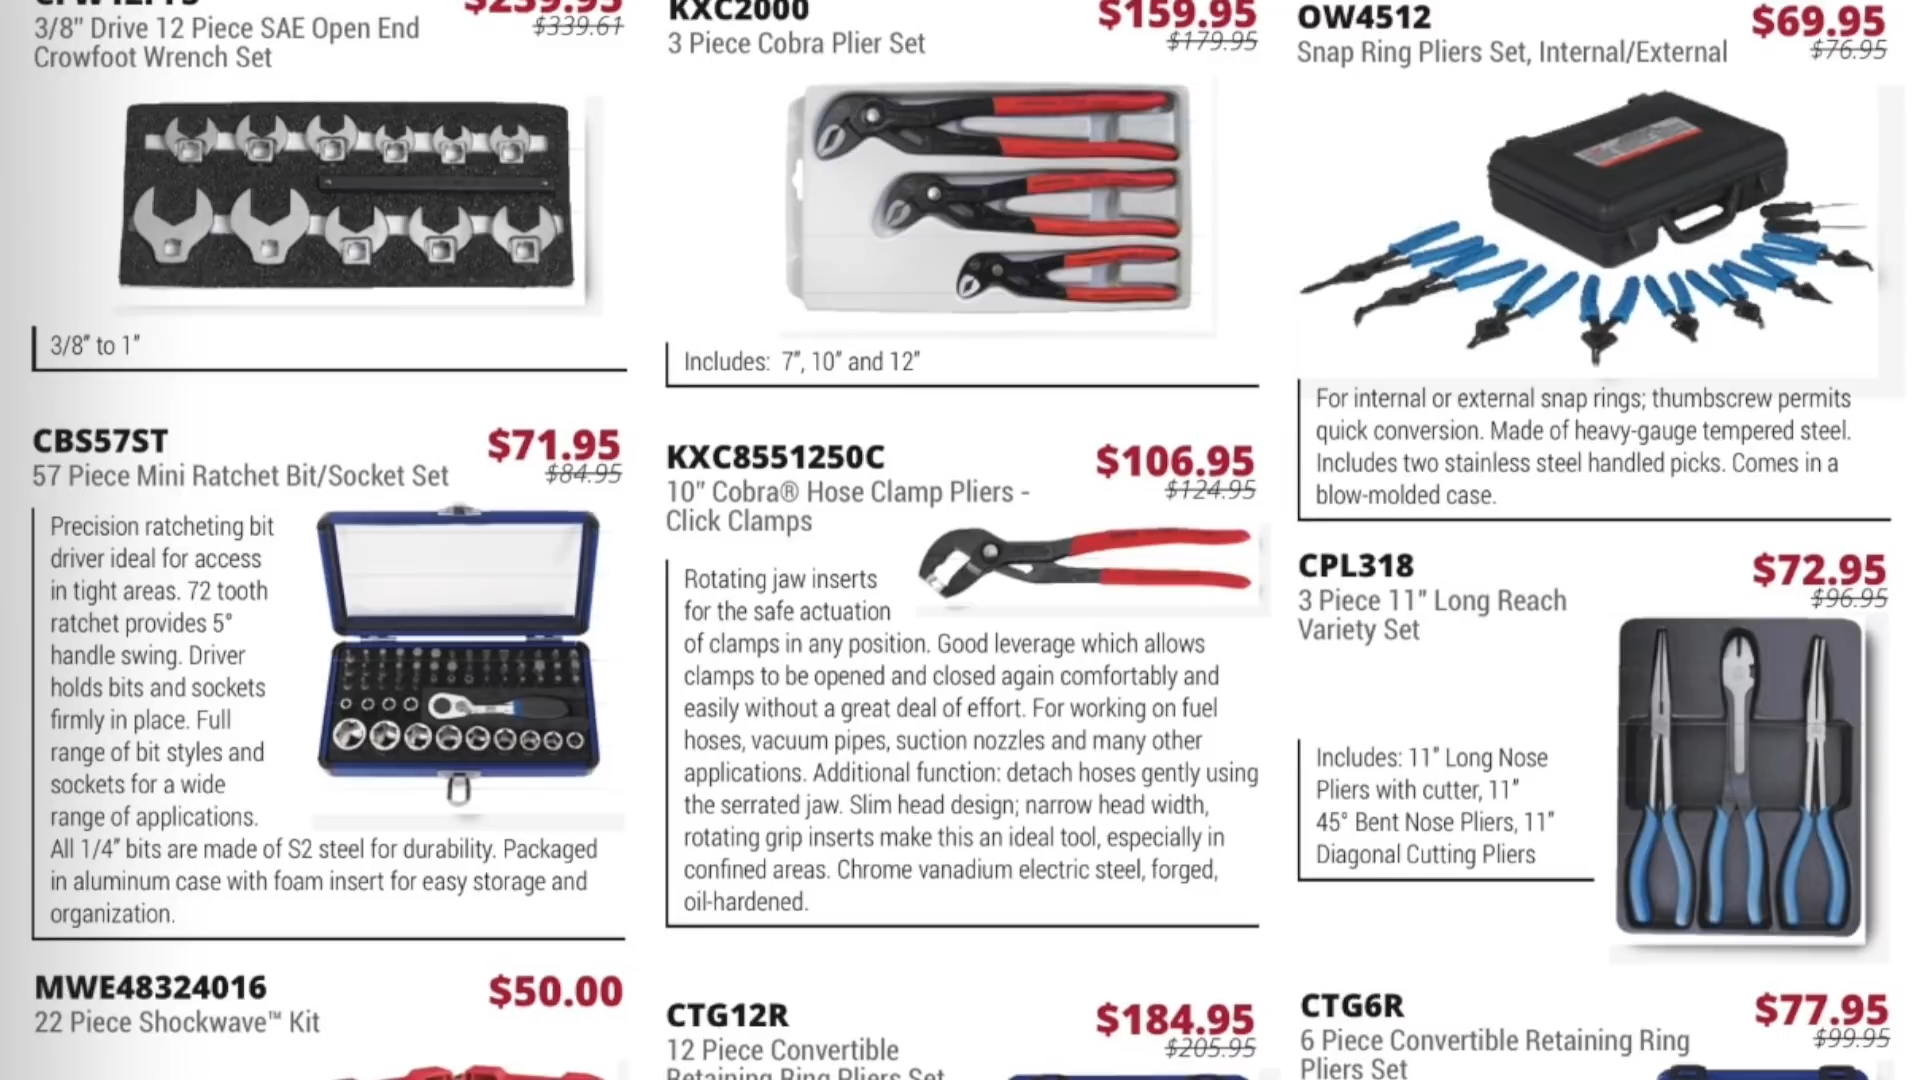 $239.95
3/8" Drive 12 Piece SAE Open End
$339.61
Crowfoot Wrench Set
3/8" to 1"
CBS57ST
$71.95
57 Piece Mini Ratchet Bit/Socket Set
$84.95
Precision ratcheting bit
driver ideal for access
in tight areas. 72 tooth
ratchet provides 5°
handle swing. Driver
holds bits and sockets
firmly in place. Full
range of bit styles and
sockets for a wide
range of applications.
All 1/4" bits are made of S2 steel for durability. Packaged
in aluminum case with foam insert for easy storage and
organization.
MWE48324016
$50.00
22 Piece Shockwave™ Kit
KXC2000
$159.95
3 Piece Cobra Plier Set
$179.95
Includes: 7", 10" and 12"
KXC8551250C
$106.95
10" Cobra® Hose Clamp Pliers -
$124.95
Click Clamps
Rotating jaw inserts
for the safe actuation
of clamps in any position. Good leverage which allows
clamps to be opened and closed again comfortably and
easily without a great deal of effort. For working on fuel
hoses, vacuum pipes, suction nozzles and many other
applications. Additional function: detach hoses gently using
the serrated jaw. Slim head design; narrow head width,
rotating grip inserts make this an ideal tool, especially in
confined areas. Chrome vanadium electric steel, forged,
oil-hardened.
CTG12R
$184.95
12 Piece Convertible
$205.95
Retaining Ring Pliers Set
OW4512
$69.95
Snap Ring Pliers Set, Internal/External
$76.95
For internal or external snap rings; thumbscrew permits
quick conversion. Made of heavy-gauge tempered steel.
Includes two stainless steel handled picks. Comes in a
blow-molded case.
CPL318
$72.95
3 Piece 11" Long Reach
$96.95
Variety Set
Includes: 11" Long Nose
Pliers with cutter, 11"
45° Bent Nose Pliers, 11"
Diagonal Cutting Pliers
CTG6R
$77.95
6 Piece Convertible Retaining Ring
$99.95
Pliers Set